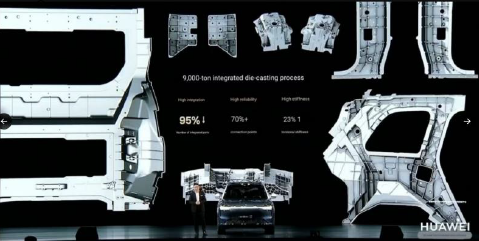 9,000-ton integrated die-casting process
High integration
High reliability
High stiffness
95%↓
70%+
23%↑
HUAWEI